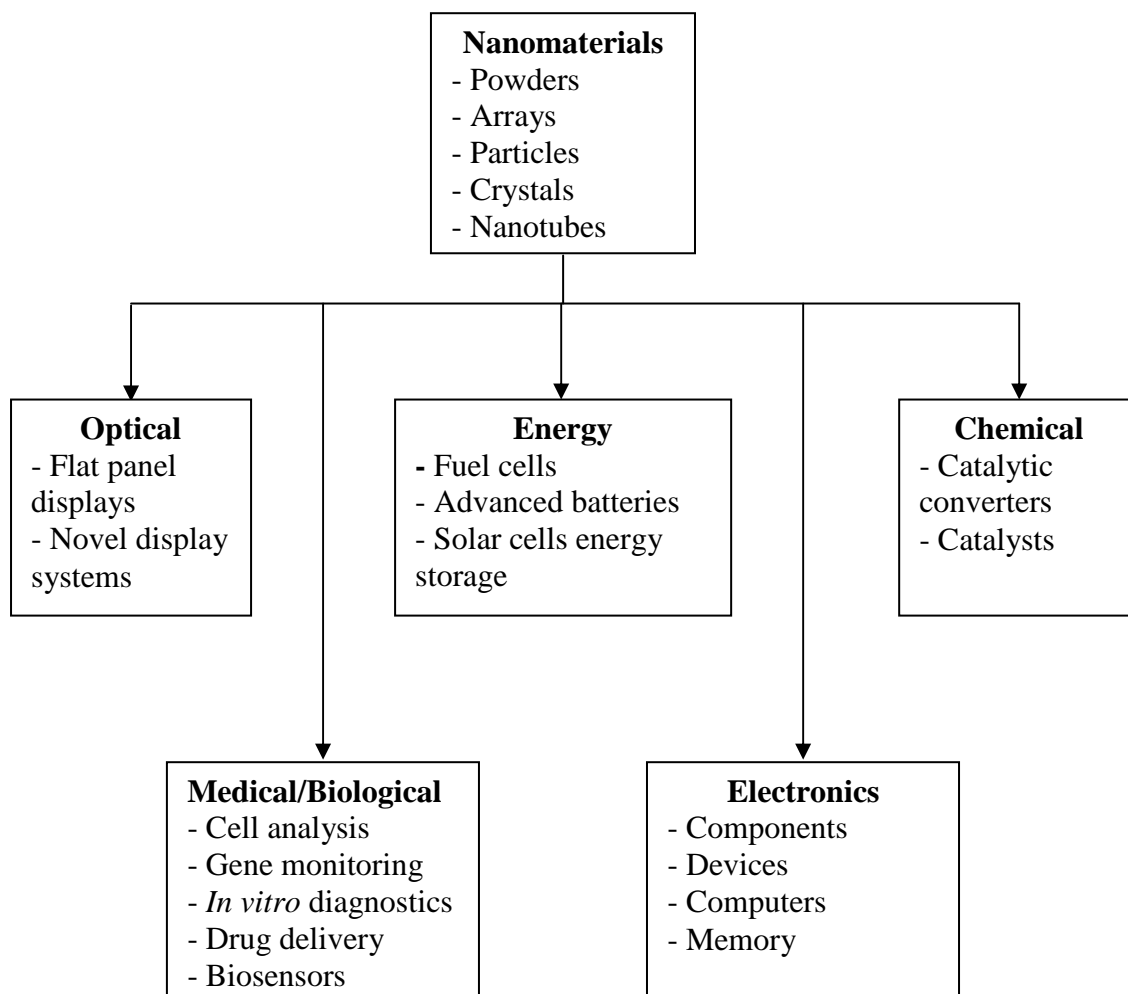 Nanomaterials
- Powders
- Arrays
- Particles
- Crystals
- Nanotubes
Optical
- Flat panel
displays
- Novel display
systems
Energy
- Fuel cells
- Advanced batteries
- Solar cells energy
storage
Chemical
- Catalytic
converters
- Catalysts
Medical/Biological
- Cell analysis
- Gene monitoring
- In vitro diagnostics
- Drug delivery
- Biosensors
Electronics
- Components
- Devices
- Computers
- Memory